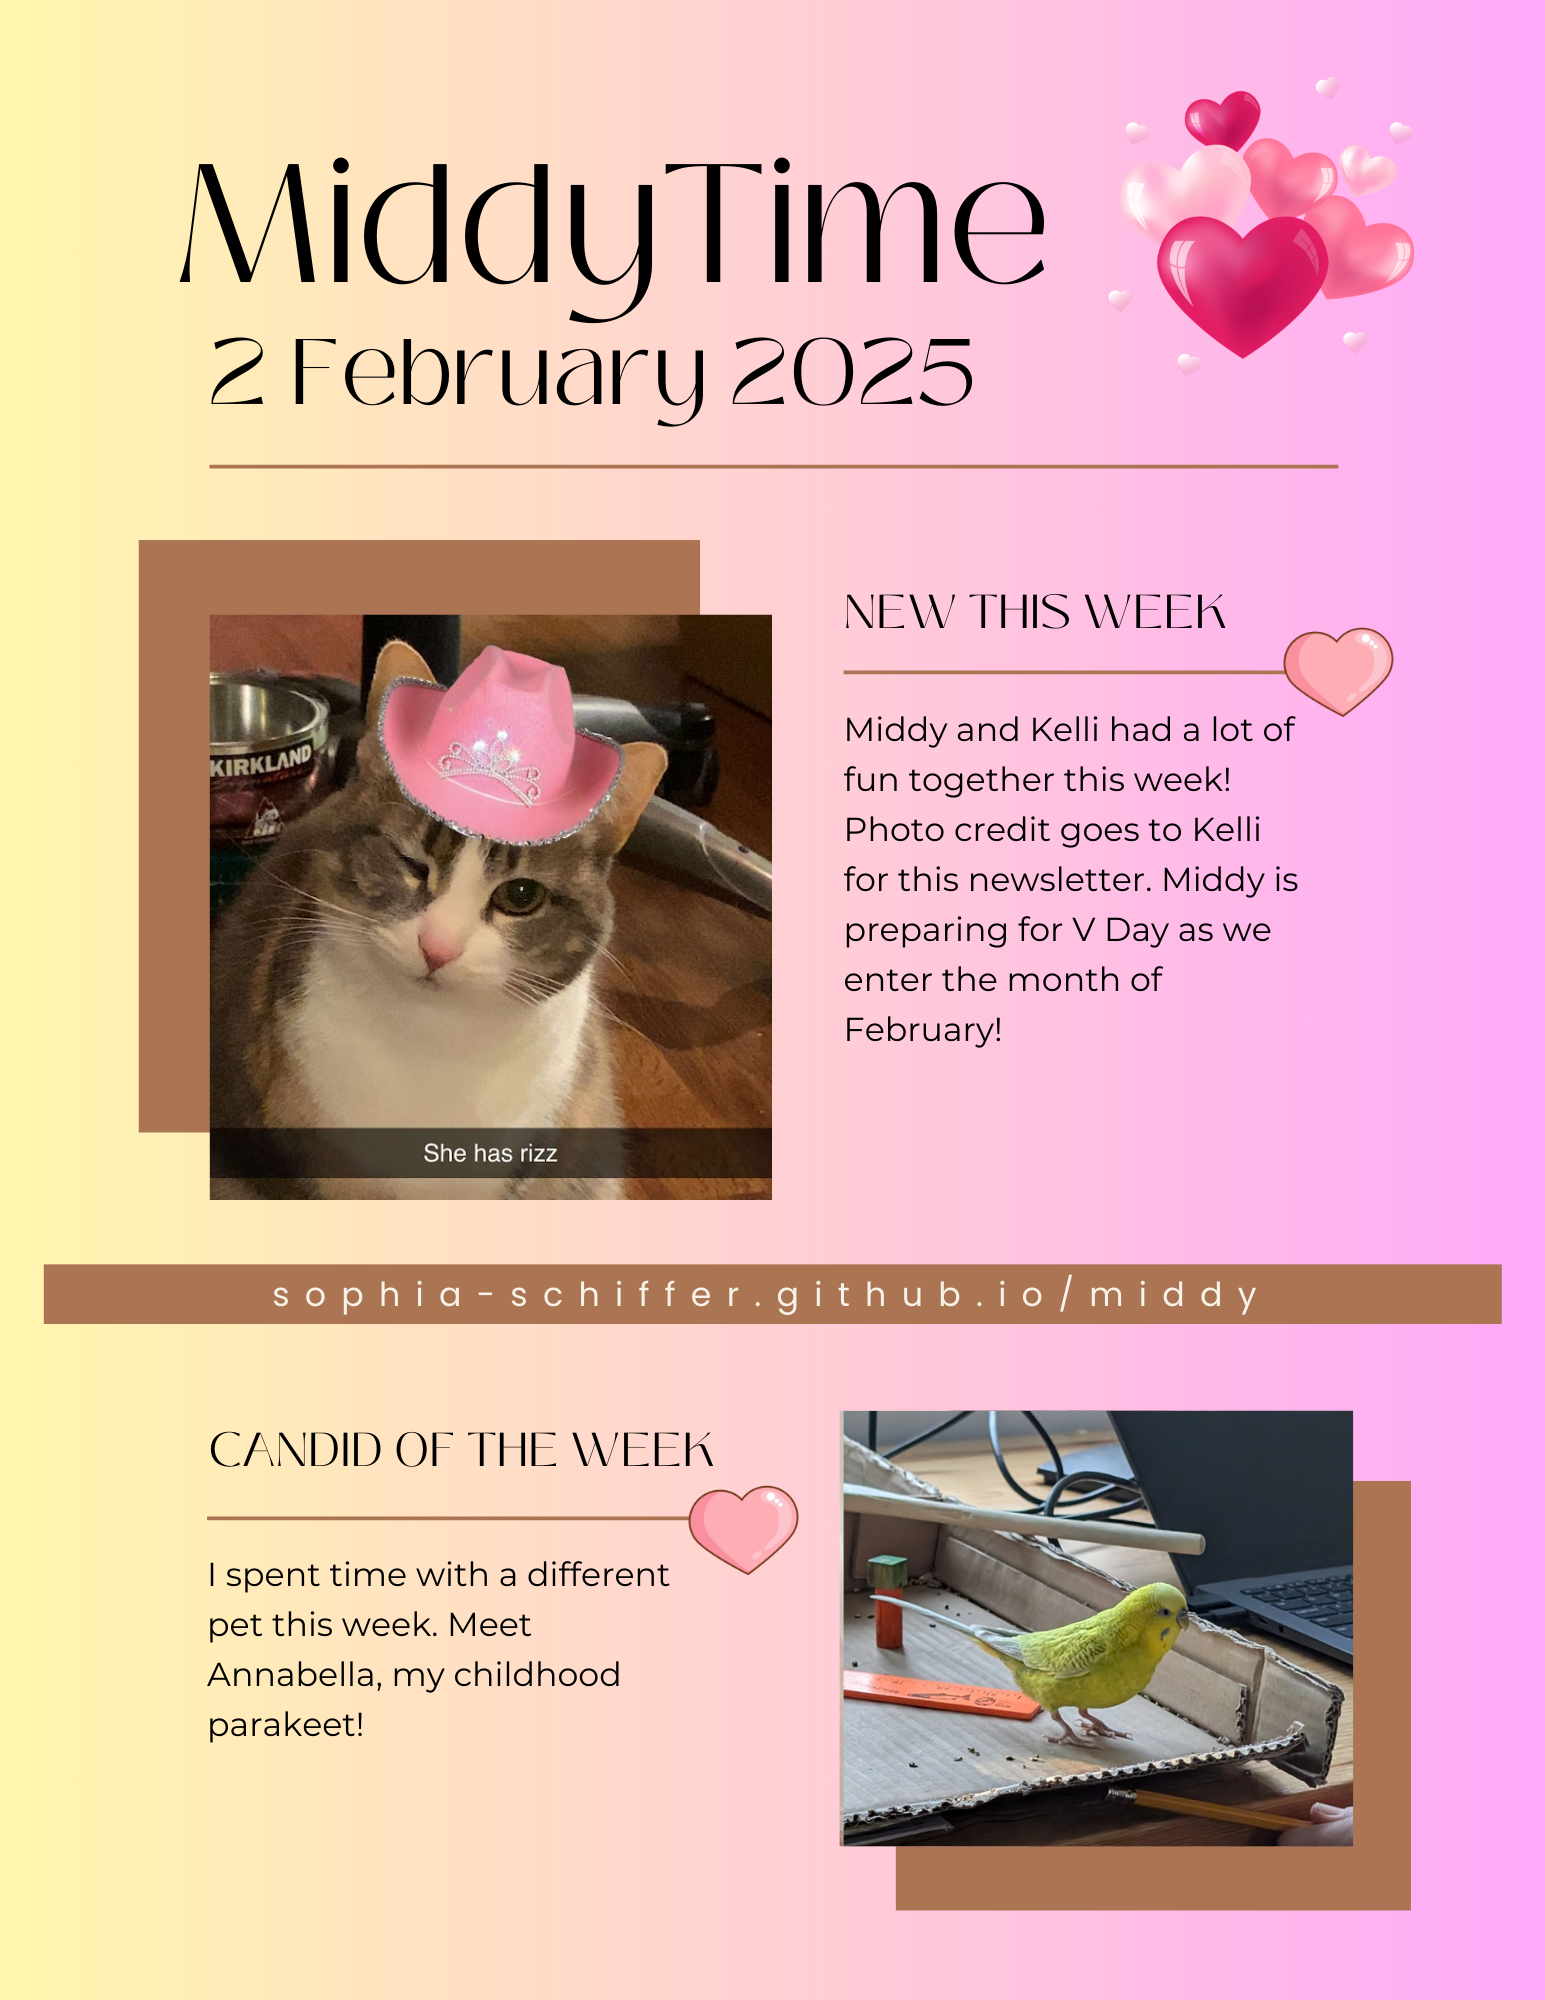 MiddyTime
2 February 2025
NEW THIS WEEK
Middy and Kelli had a lot of
fun together this week!
Photo credit goes to Kelli
for this newsletter. Middy is
preparing for V Day as we
enter the month of
February!
KIRKLAND
She has rizz
sophia-schiffer.github.io/middy
CANDID OF THE WEEK
I spent time with a different
pet this week. Meet
Annabella, my childhood
parakeet!